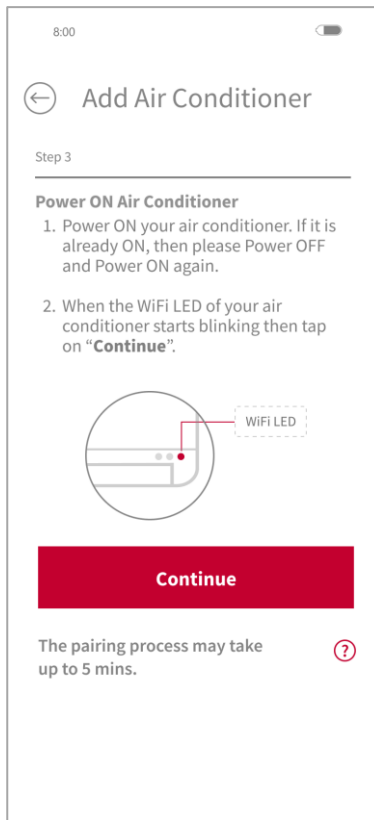 8:00
Add Air Conditioner
Step 3
Power ON Air Conditioner
1. Power ON your air conditioner. If it is
already ON, then please Power OFF
and Power ON again.
2. When the WiFi LED of your air
conditioner starts blinking then tap
on “Continue”.
WiFi LED
Continue
The pairing process may take
up to 5 mins.
?